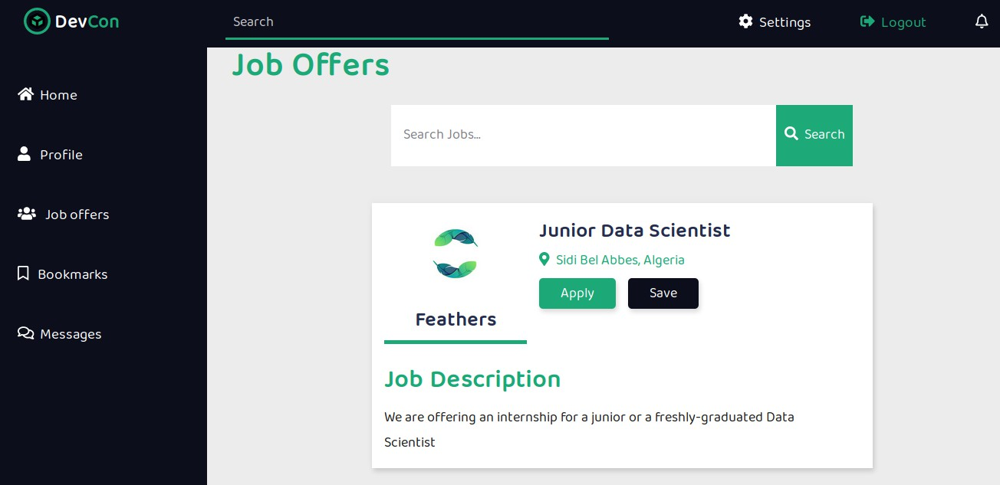 DevCon
Search
Settings
Logout
Home
Profile
Job offers
Bookmarks
Messages
Job Offers
Search Jobs...
Search
Feathers
Junior Data Scientist
Sidi Bel Abbes, Algeria
Apply
Save
Job Description
We are offering an internship for a junior or a freshly-graduated Data
Scientist